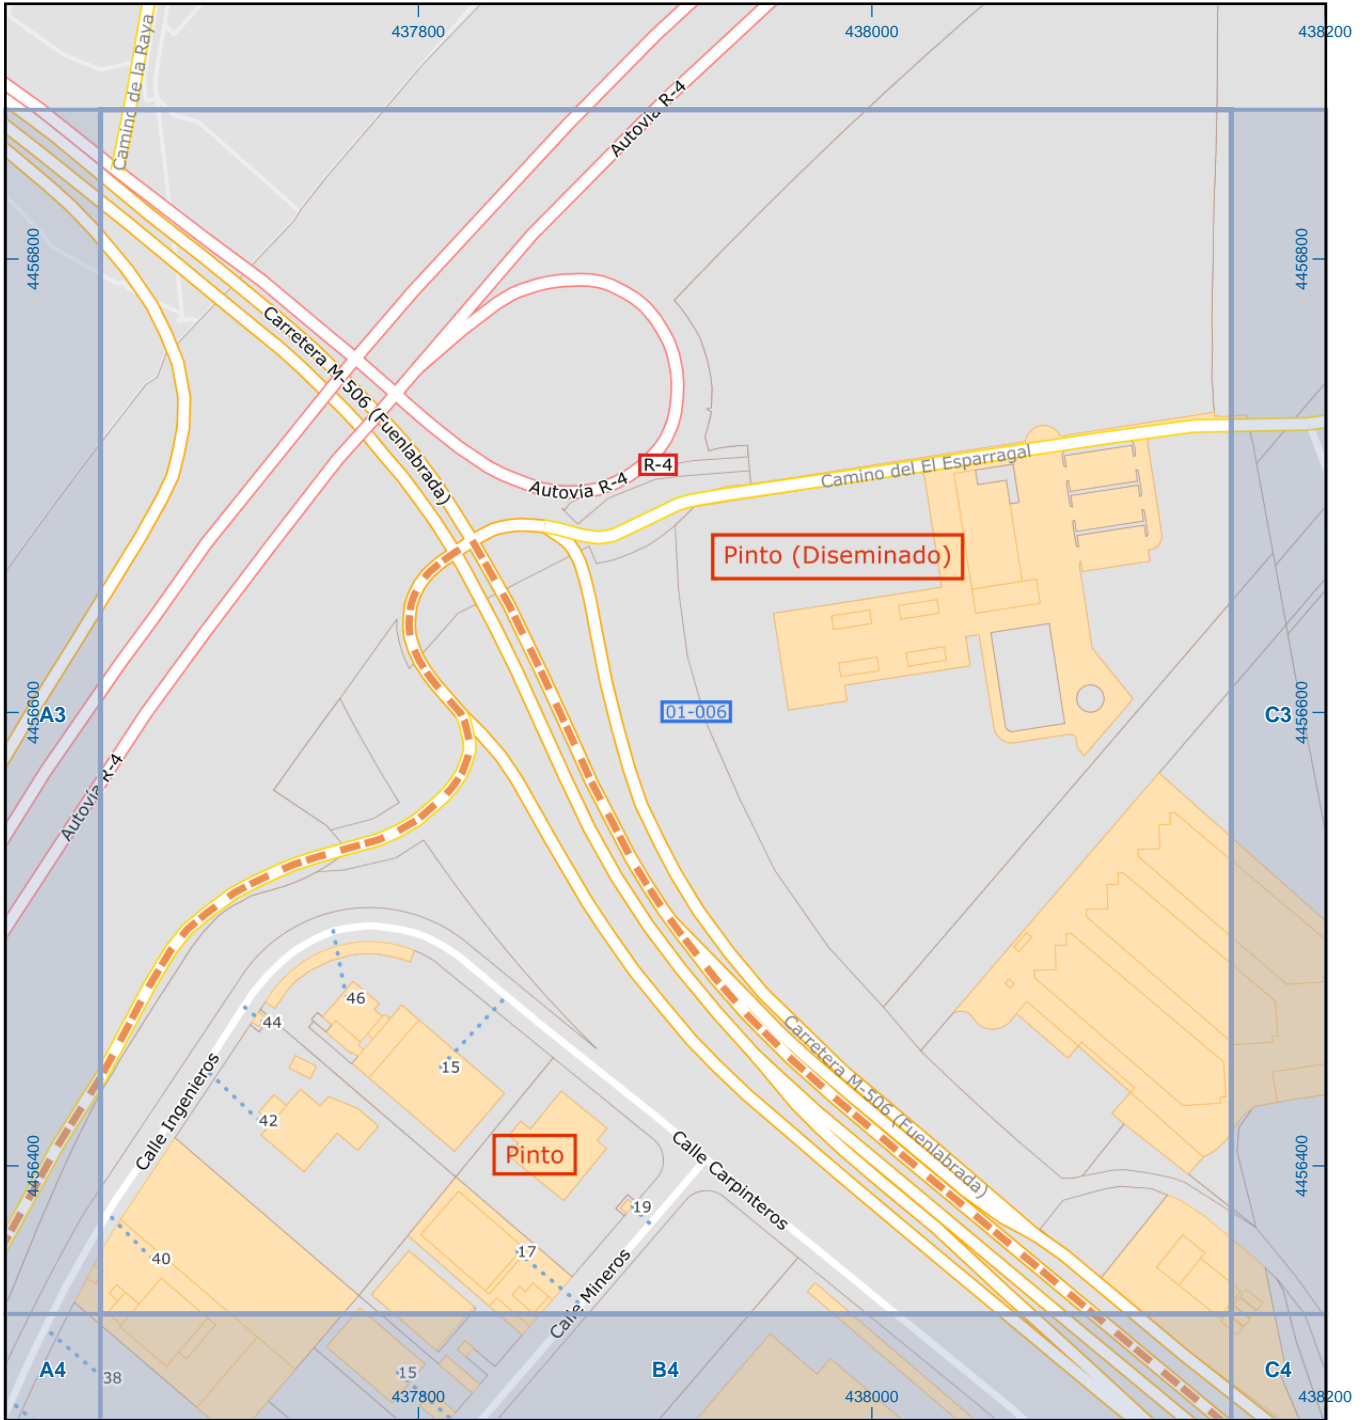 437800
438000
438200
Camino de la Raya
Autovía R-4
4456800
4456800
Carretera M-506 (Fuenlabrada)
R-4
Autovía R-4
Camino del El Esparragal
Pinto (Diseminado)
01-006
A3
4456600
C3
4456600
Autovía R-4
46
44
15
Carretera M-506 (Fuenlabrada)
Calle Ingenieros
42
Pinto
Calle Carpinteros
4456400
4456400
19
40
17
Calle Mineros
A4
38
15
B4
C4
437800
438000
438200